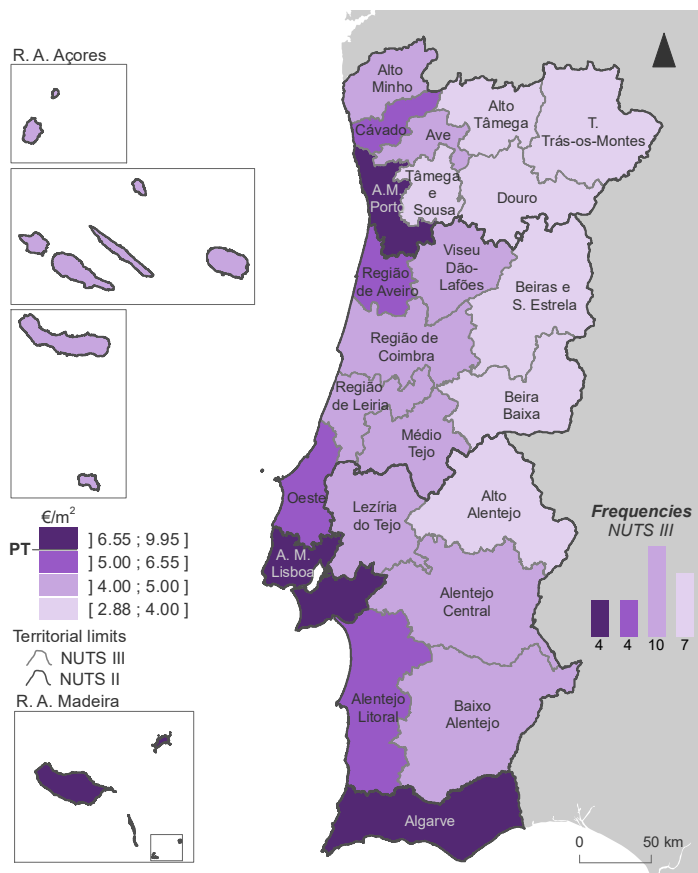 R. A. Açores
Alto
Minho
Cávado
Ave
Alto
Tâmega
T.
Trás-os-Montes
A.M.
Porto
Tâmega
e
Sousa
Douro
Região
de Aveiro
Viseu
Dão-
Lafões
Beiras e
S. Estrela
Região de
Coimbra
Região
de Leiria
Beira
Baixa
Médio
Tejo
Oeste
Lezíria
do Tejo
Alto
Alentejo
A. M.
Lisboa
Alentejo
Central
Alentejo
Litoral
Baixo
Alentejo
Algarve
€/m²
PT
] 6.55 ; 9.95 ]
] 5.00 ; 6.55 ]
] 4.00 ; 5.00 ]
[ 2.88 ; 4.00 ]
Territorial limits
NUTS III
NUTS II
R. A. Madeira
Frequencies
NUTS III
4 4 10 7
0 50 km